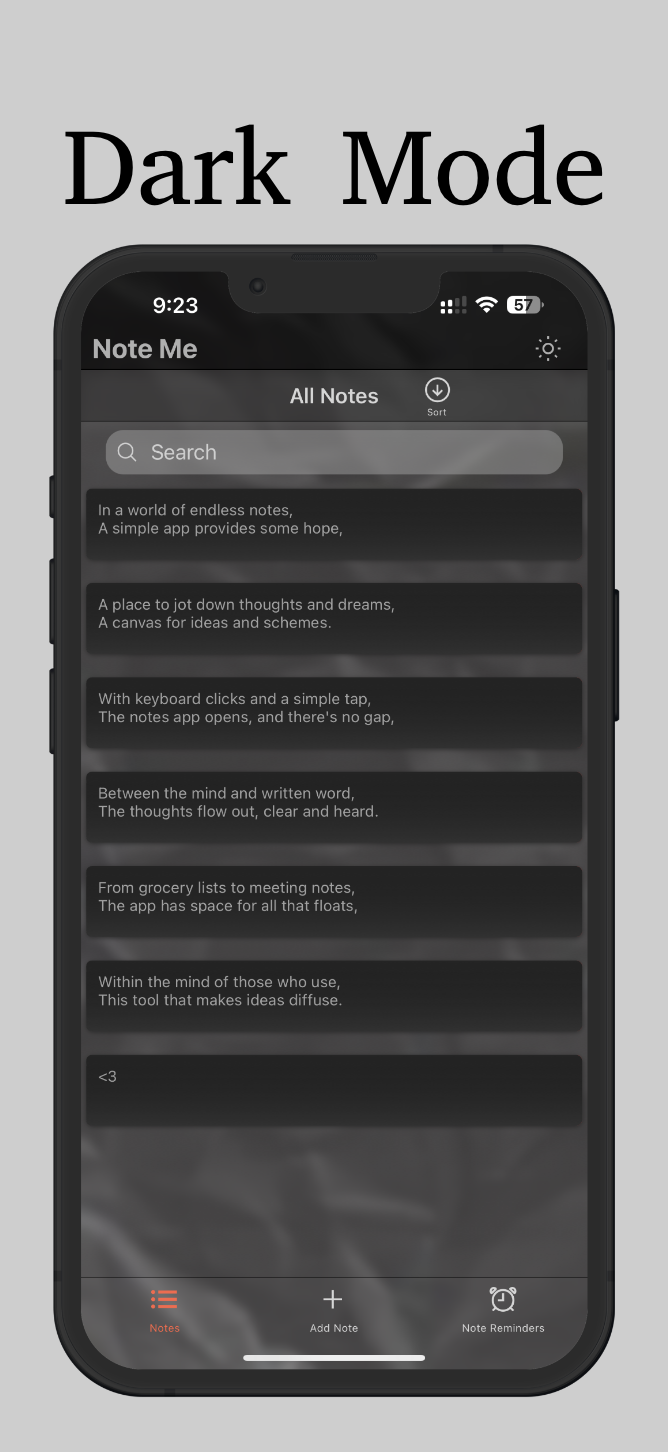 Dark Mode
9:23
57
Note Me
All Notes
Sort
Search
In a world of endless notes,
A simple app provides some hope,
A place to jot down thoughts and dreams,
A canvas for ideas and schemes.
With keyboard clicks and a simple tap,
The notes app opens, and there's no gap,
Between the mind and written word,
The thoughts flow out, clear and heard.
From grocery lists to meeting notes,
The app has space for all that floats,
Within the mind of those who use,
This tool that makes ideas diffuse.
<3
Notes
Add Note
Note Reminders